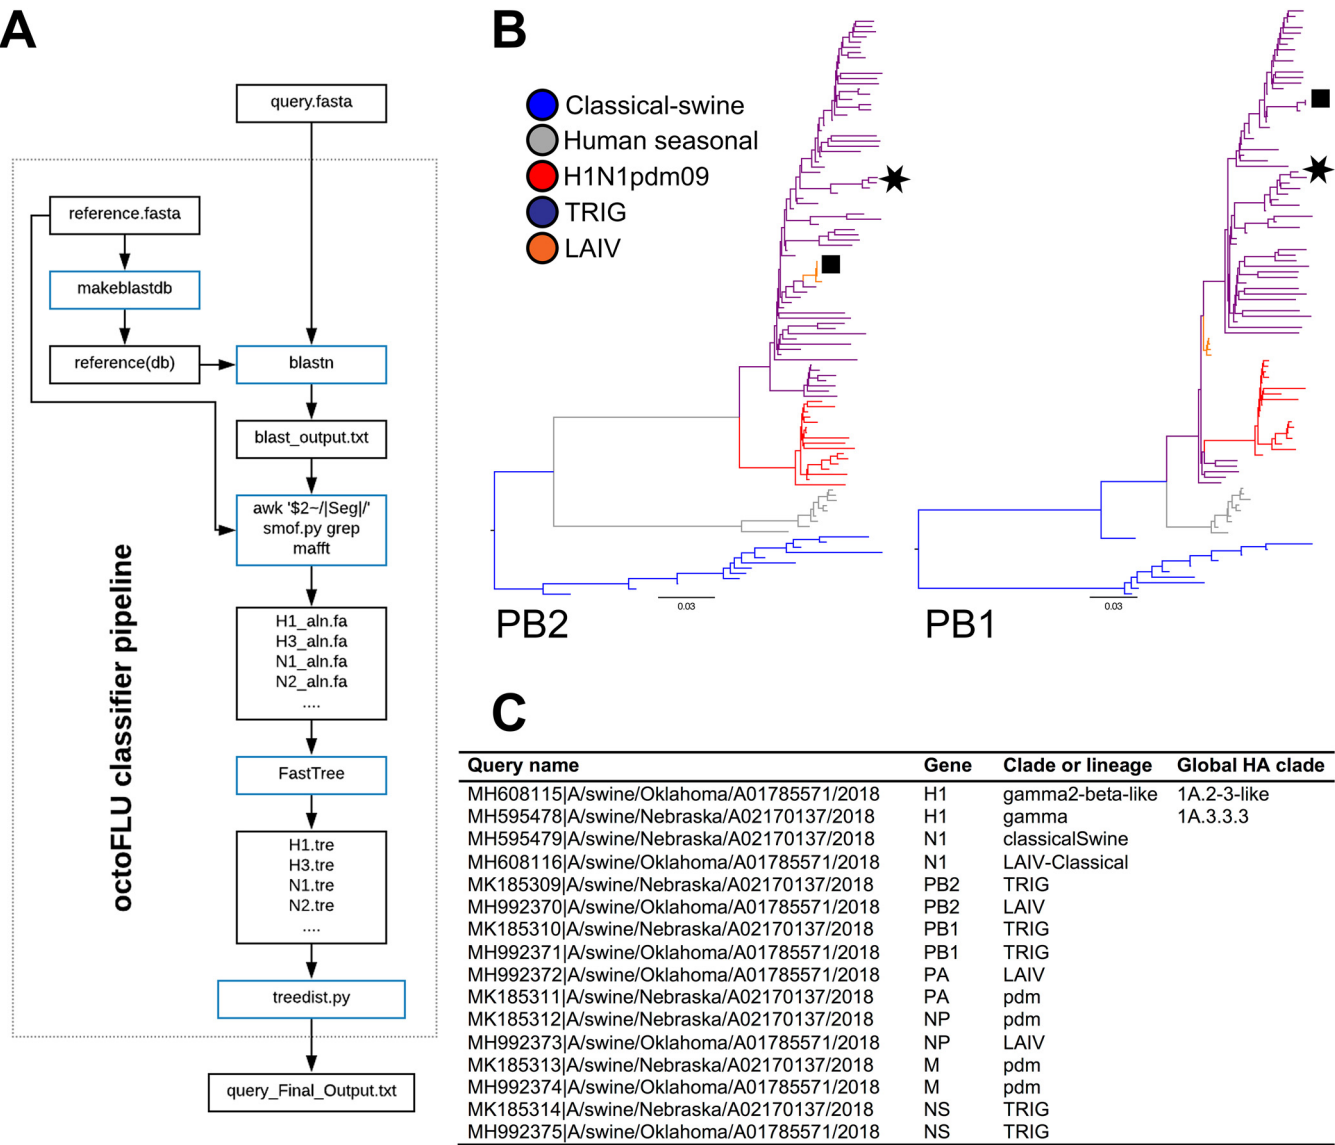 A
query.fasta
reference.fasta
makeblastdb
reference(db)
blastn
blast_output.txt
awk '$2~/|Seg|/'
smof.py grep
mafft
H1_aln.fa
H3_aln.fa
N1_aln.fa
N2_aln.fa
....
FastTree
H1.tre
H3.tre
N1.tre
N2.tre
....
treedist.py
query_Final_Output.txt
octoFLU classifier pipeline
B
Classical-swine
Human seasonal
H1N1pdm09
TRIG
LAIV
0.03
PB2
0.03
PB1
C
Query name Gene Clade or lineage Global HA clade
MH608115|A/swine/Oklahoma/A01785571/2018 H1 gamma2-beta-like 1A.2-3-like
MH595478|A/swine/Nebraska/A02170137/2018 H1 gamma 1A.3.3.3
MH595479|A/swine/Nebraska/A02170137/2018 N1 classicalSwine
MH608116|A/swine/Oklahoma/A01785571/2018 N1 LAIV-Classical
MK185309|A/swine/Nebraska/A02170137/2018 PB2 TRIG
MH992370|A/swine/Oklahoma/A01785571/2018 PB2 LAIV
MK185310|A/swine/Nebraska/A02170137/2018 PB1 TRIG
MH992371|A/swine/Oklahoma/A01785571/2018 PB1 TRIG
MH992372|A/swine/Oklahoma/A01785571/2018 PA LAIV
MK185311|A/swine/Nebraska/A02170137/2018 PA pdm
MK185312|A/swine/Nebraska/A02170137/2018 NP pdm
MH992373|A/swine/Oklahoma/A01785571/2018 NP LAIV
MK185313|A/swine/Nebraska/A02170137/2018 M pdm
MH992374|A/swine/Oklahoma/A01785571/2018 M pdm
MK185314|A/swine/Nebraska/A02170137/2018 NS TRIG
MH992375|A/swine/Oklahoma/A01785571/2018 NS TRIG